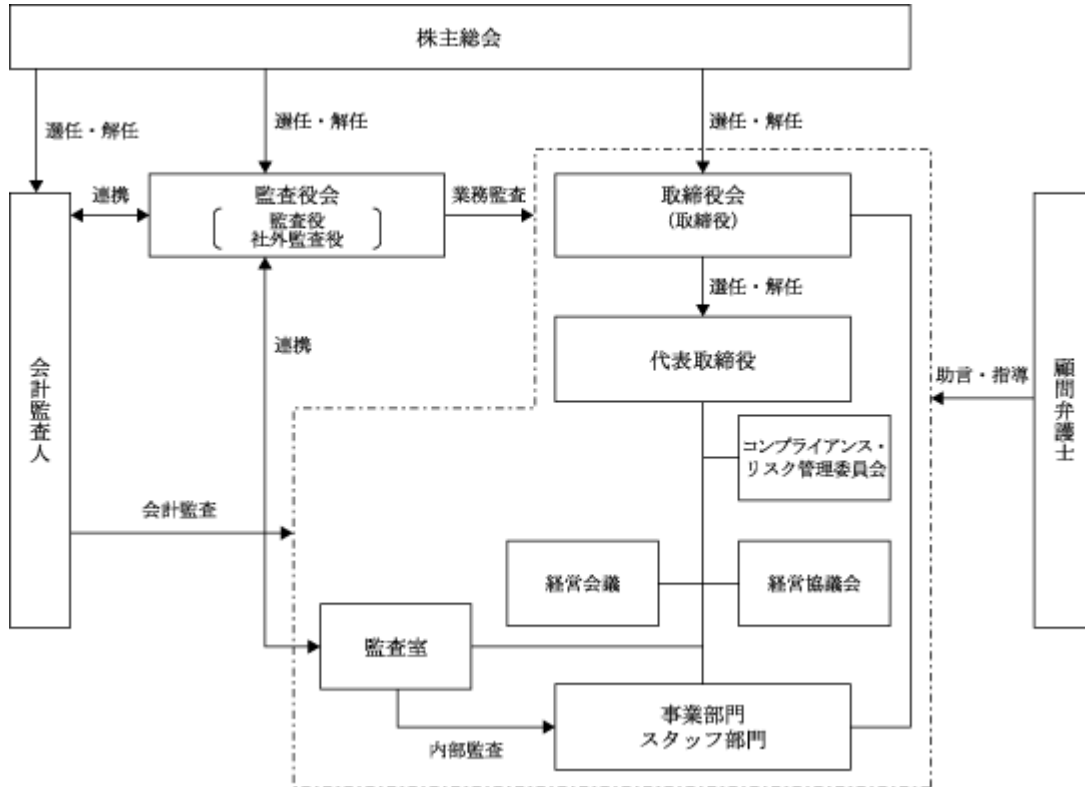 株主総会
選任・解任
選任・解任
選任・解任
連携
監査役会
監査役
社外監査役
業務監査
取締役会
(取締役)
選任・解任
連携
代表取締役
会計監査人
助言・指導
顧問弁護士
コンプライアンス・
リスク管理委員会
会計監査
経営会議
経営協議会
監査室
事業部門
スタッフ部門
内部監査